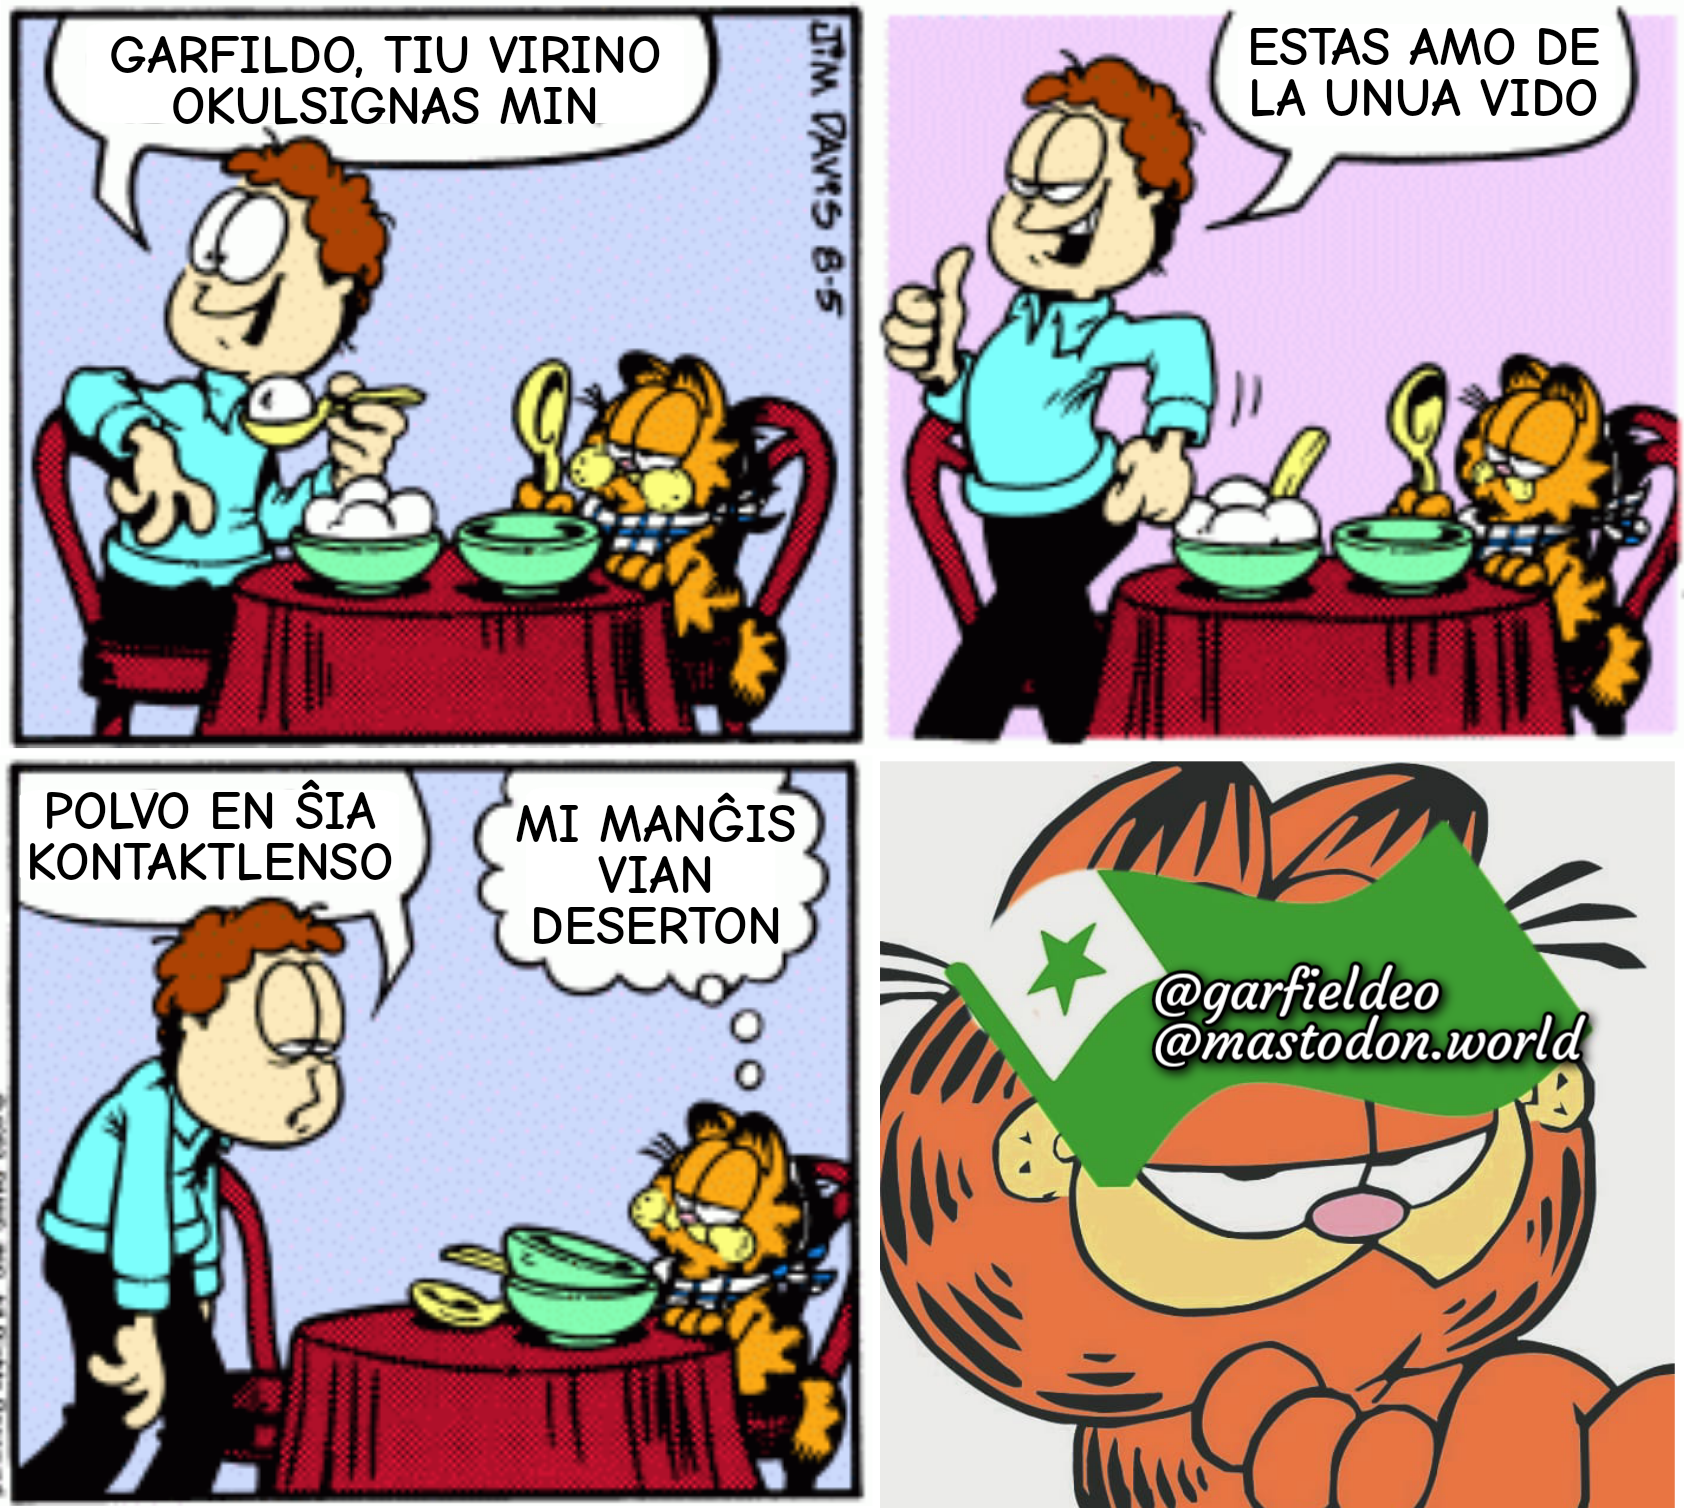 GARFILDO, TIU VIRINO
OKULSIGNAS MIN
JIM DAVIS 8-5
ESTAS AMO DE
LA UNUA VIDO
POLVO EN ŜIA
KONTAKTLENSO
MI MANĜIS
VIAN
DESERTON
@garfieldeo
@mastodon.world